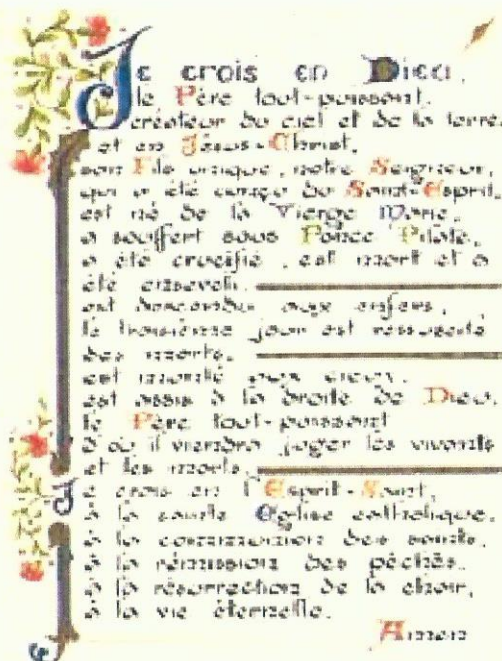 Je crois en Dieu,
le Père tout-puissant,
créateur du ciel et de la terre,
et en Jésus-Christ,
son Fils unique, notre Seigneur,
qui a été conçu du Saint-Esprit,
est né de la Vierge Marie,
a souffert sous Ponce Pilate,
a été crucifié, est mort et a
été enseveli.
est descendu aux enfers,
le troisième jour est ressuscité
des morts.
est monté aux cieux,
est assis à la droite de Dieu,
le Père tout-puissant
d'où il viendra juger les vivants
et les morts.
Je crois en l'Esprit-Saint,
à la sainte Eglise catholique,
à la communion des saints,
à la rémission des péchés,
à la résurrection de la chair,
à la vie éternelle.
Amen